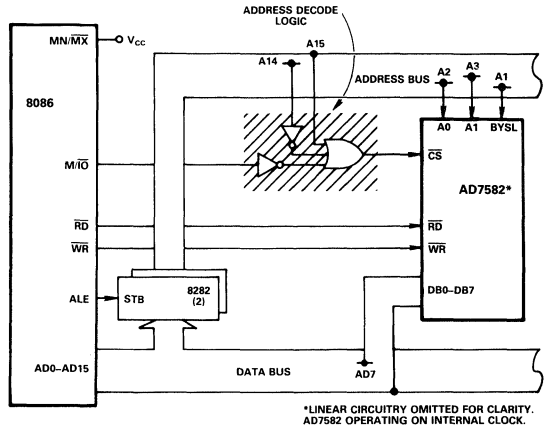 ADDRESS DECODE
LOGIC
MN/MX
VCC
A14
A15
ADDRESS BUS
A2
A3
A1
8086
A0
A1
BYSL
M/IO
CS
AD7582*
RD
RD
WR
WR
ALE
STB
8282
(2)
DB0–DB7
AD0–AD15
DATA BUS
AD7
*LINEAR CIRCUITRY OMITTED FOR CLARITY.
AD7582 OPERATING ON INTERNAL CLOCK.